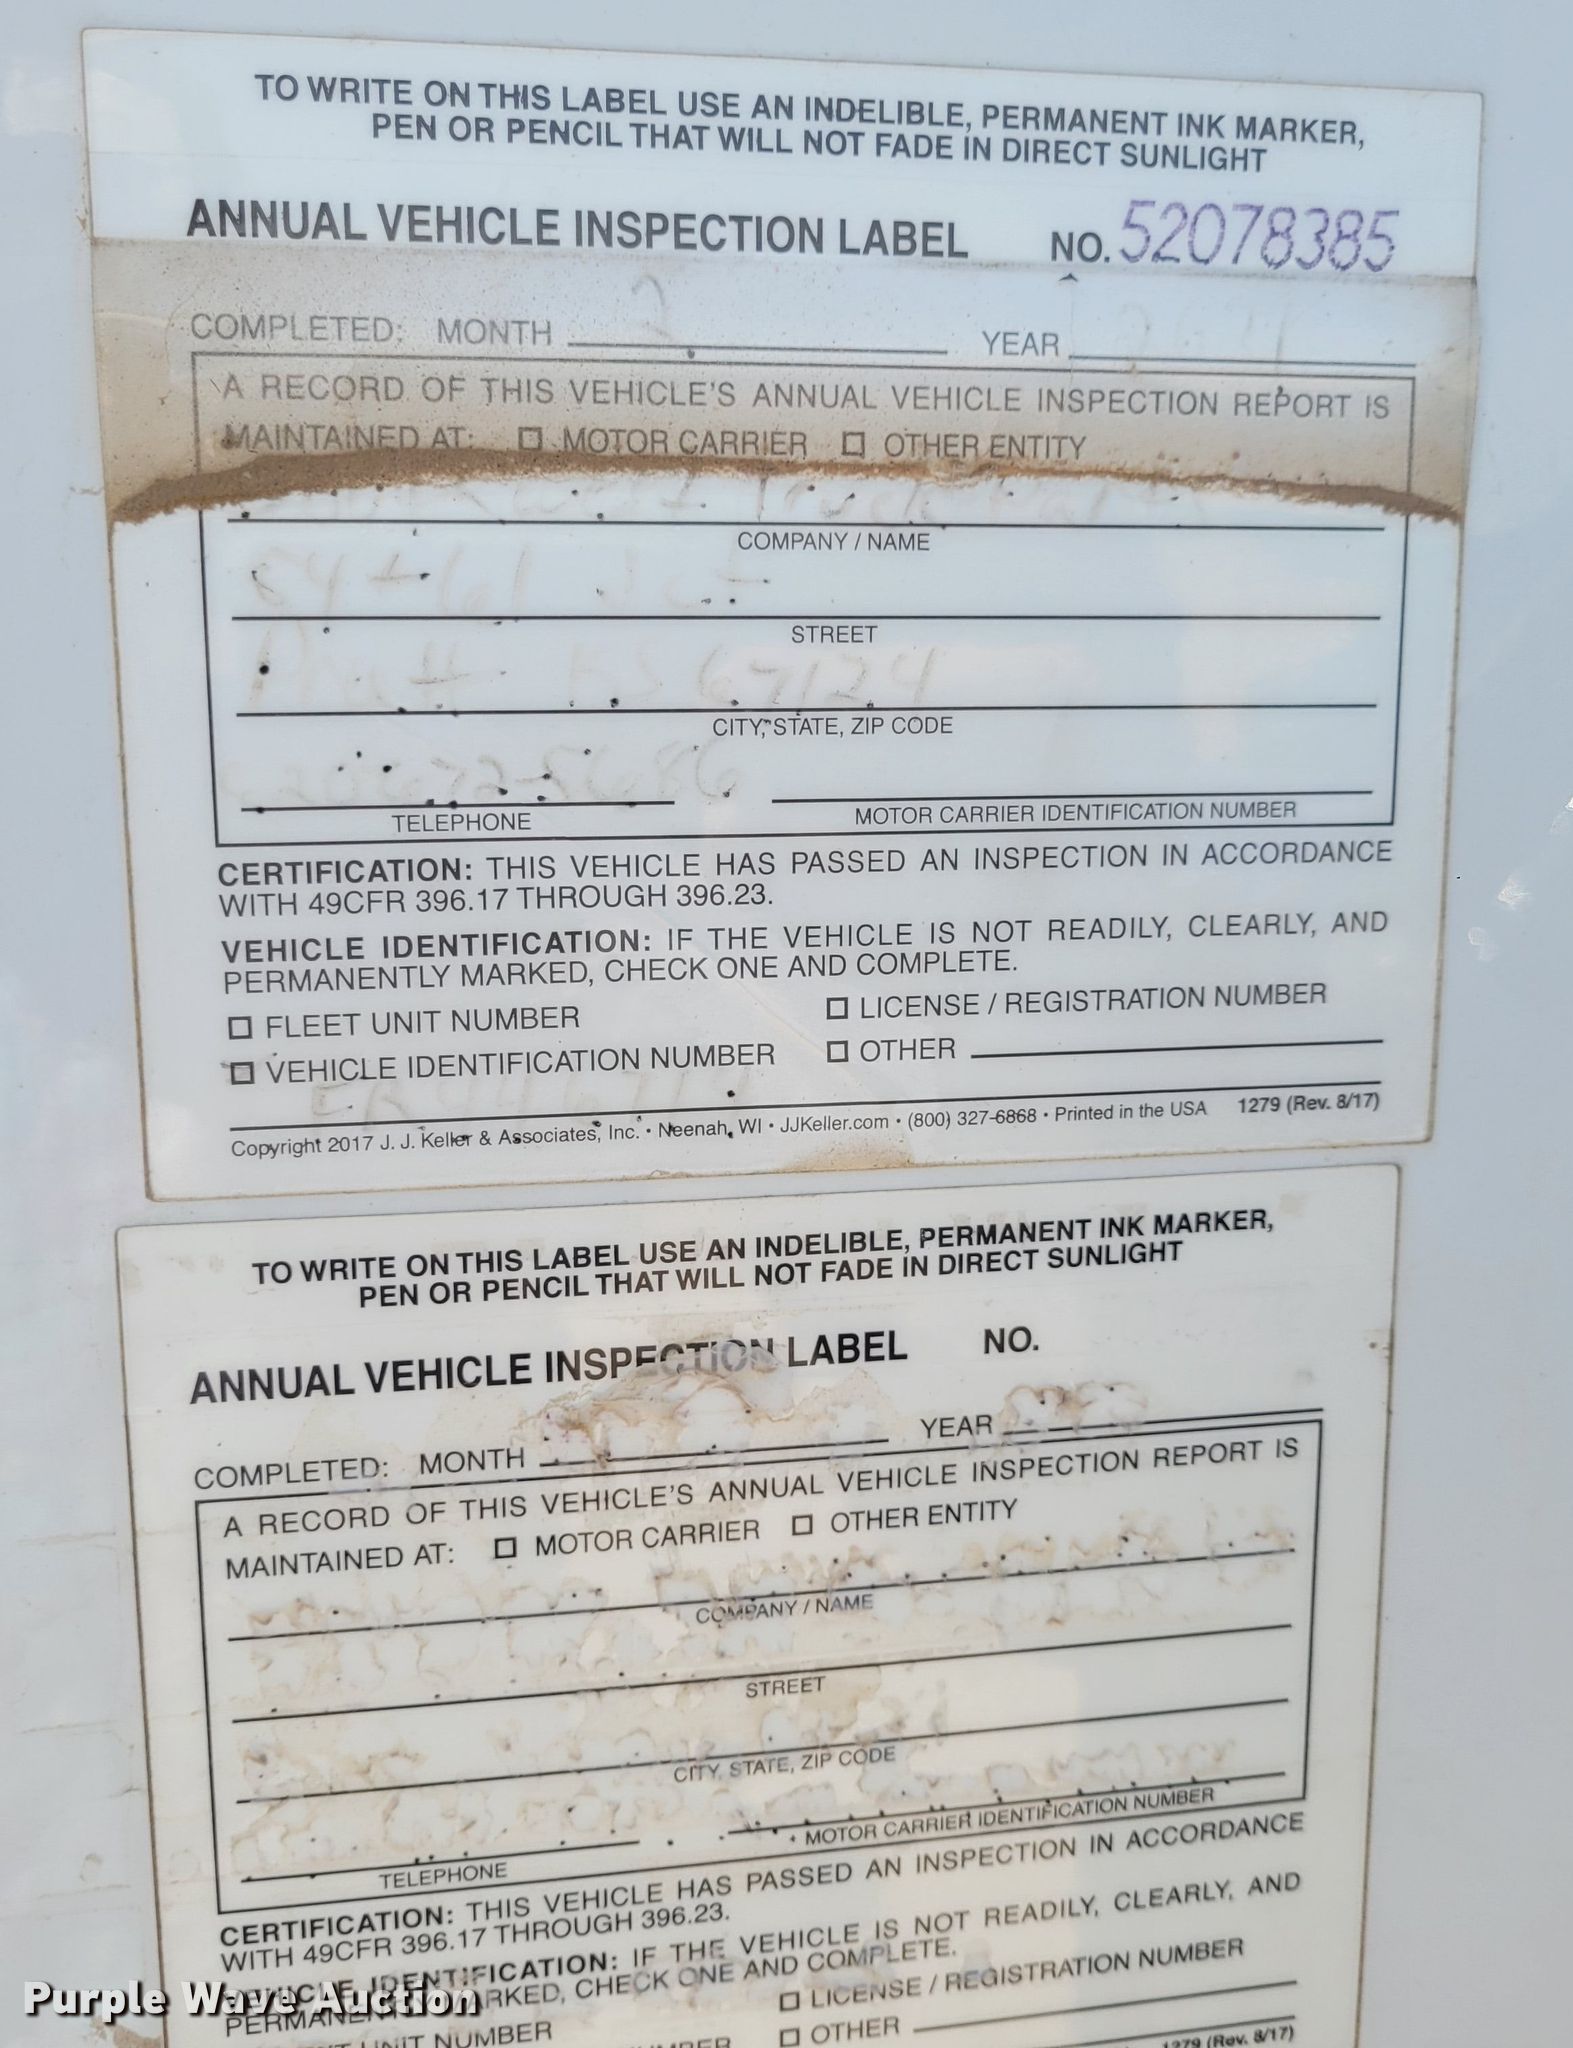 TO WRITE ON THIS LABEL USE AN INDELIBLE, PERMANENT INK MARKER,
PEN OR PENCIL THAT WILL NOT FADE IN DIRECT SUNLIGHT
ANNUAL VEHICLE INSPECTION LABEL NO. 52078385
COMPLETED: MONTH YEAR
A RECORD OF THIS VEHICLE'S ANNUAL VEHICLE INSPECTION REPORT IS
MAINTAINED AT: MOTOR CARRIER OTHER ENTITY
COMPANY / NAME
STREET
KS 67124
CITY, STATE, ZIP CODE
TELEPHONE MOTOR CARRIER IDENTIFICATION NUMBER
CERTIFICATION: THIS VEHICLE HAS PASSED AN INSPECTION IN ACCORDANCE
WITH 49CFR 396.17 THROUGH 396.23.
VEHICLE IDENTIFICATION: IF THE VEHICLE IS NOT READILY, CLEARLY, AND
PERMANENTLY MARKED, CHECK ONE AND COMPLETE.
FLEET UNIT NUMBER LICENSE / REGISTRATION NUMBER
VEHICLE IDENTIFICATION NUMBER OTHER
Copyright 2017 J. J. Keller & Associates, Inc. • Neenah, WI • JJKeller.com • (800) 327-6868 • Printed in the USA 1279 (Rev. 8/17)
TO WRITE ON THIS LABEL USE AN INDELIBLE, PERMANENT INK MARKER,
PEN OR PENCIL THAT WILL NOT FADE IN DIRECT SUNLIGHT
ANNUAL VEHICLE INSPECTION LABEL NO.
COMPLETED: MONTH YEAR
A RECORD OF THIS VEHICLE'S ANNUAL VEHICLE INSPECTION REPORT IS
MAINTAINED AT: MOTOR CARRIER OTHER ENTITY
COMPANY / NAME
STREET
CITY, STATE, ZIP CODE
TELEPHONE MOTOR CARRIER IDENTIFICATION NUMBER
CERTIFICATION: THIS VEHICLE HAS PASSED AN INSPECTION IN ACCORDANCE
WITH 49CFR 396.17 THROUGH 396.23.
VEHICLE IDENTIFICATION: IF THE VEHICLE IS NOT READILY, CLEARLY, AND
MARKED, CHECK ONE AND COMPLETE.
UNIT NUMBER LICENSE / REGISTRATION NUMBER
OTHER
1279 (Rev. 8/17)
Purple Wave Auction